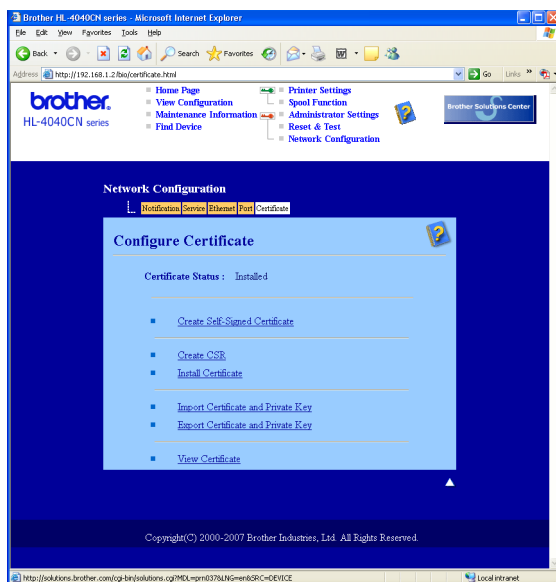 Brother HL-4040CN series - Microsoft Internet Explorer
File Edit View Favorites Tools Help
Back Search Favorites
Address http://192.168.1.2/bio/certificate.html Go Links »
brother.
HL-4040CN series
Home Page
View Configuration
Maintenance Information
Find Device
Printer Settings
Spool Function
Administrator Settings
Reset & Test
Network Configuration
Brother Solutions Center
Network Configuration
Notification Service Ethernet Port Certificate
Configure Certificate
Certificate Status : Installed
Create Self-Signed Certificate
Create CSR
Install Certificate
Import Certificate and Private Key
Export Certificate and Private Key
View Certificate
Copyright(C) 2000-2007 Brother Industries, Ltd. All Rights Reserved.
http://solutions.brother.com/cgi-bin/solutions.cgi?MDL=prn037&LNG=en&SRC=DEVICE Local intranet